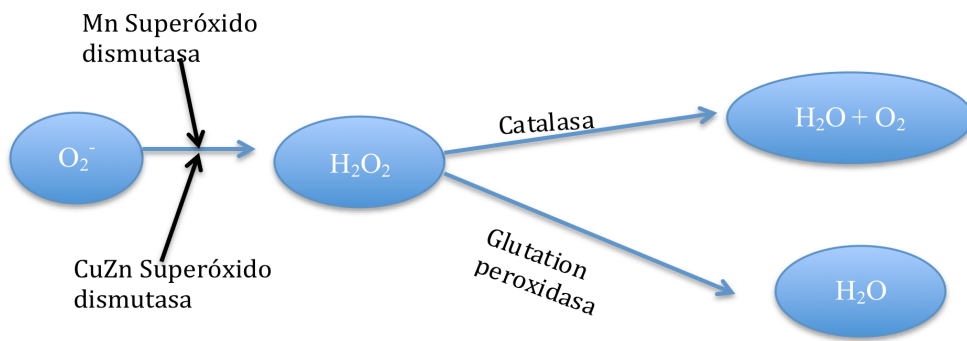 Mn Superóxido
dismutasa
O₂⁻
CuZn Superóxido
dismutasa
H₂O₂
Catalasa
Glutation
peroxidasa
H₂O + O₂
H₂O